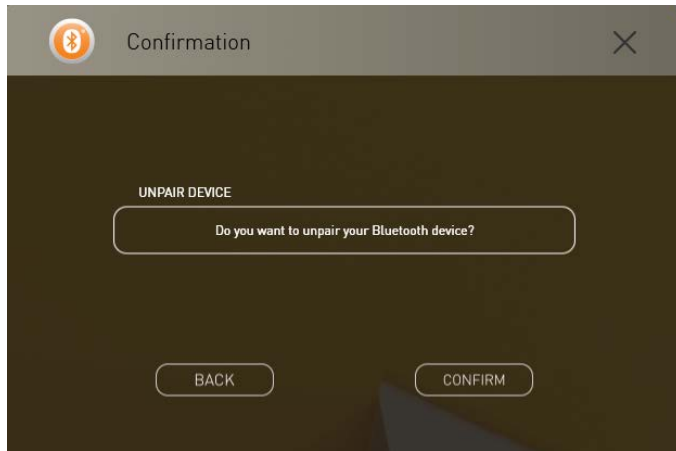 Confirmation
UNPAIR DEVICE
Do you want to unpair your Bluetooth device?
BACK
CONFIRM